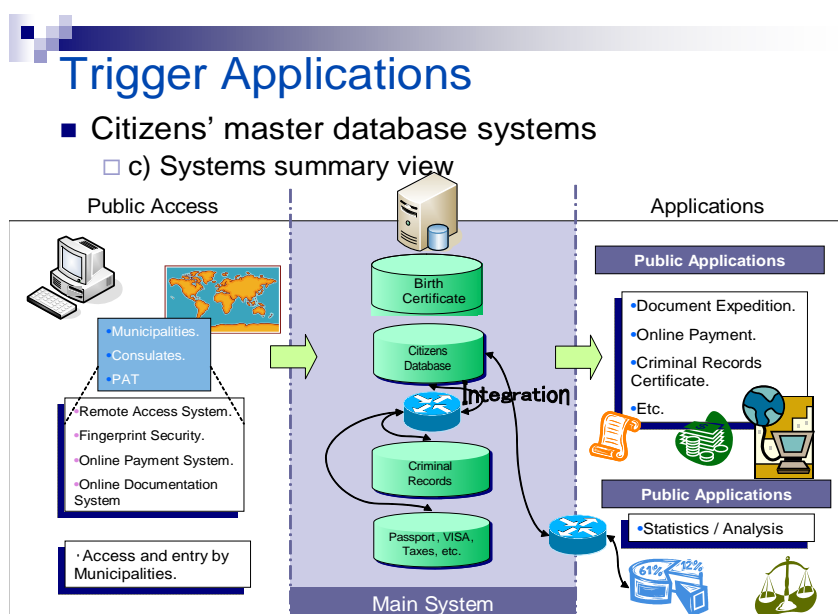 Trigger Applications
Citizens' master database systems
c) Systems summary view
Public Access
Applications
•Municipalities.
•Consulates.
•PAT
•Remote Access System.
•Fingerprint Security.
•Online Payment System.
•Online Documentation
System
·Access and entry by
Municipalities.
Birth
Certificate
Citizens
Database
Integration
Criminal
Records
Passport, VISA,
Taxes, etc.
Main System
Public Applications
•Document Expedition.
•Online Payment.
•Criminal Records
Certificate.
•Etc.
Public Applications
•Statistics / Analysis
61% 12%